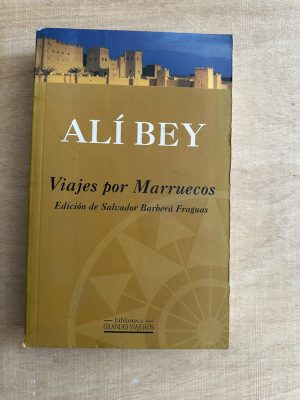 ALÍ BEY
Viajes por Marruecos
Edición de Salvador Barberá Fraguas
biblioteca
GRANDES VIAJEROS